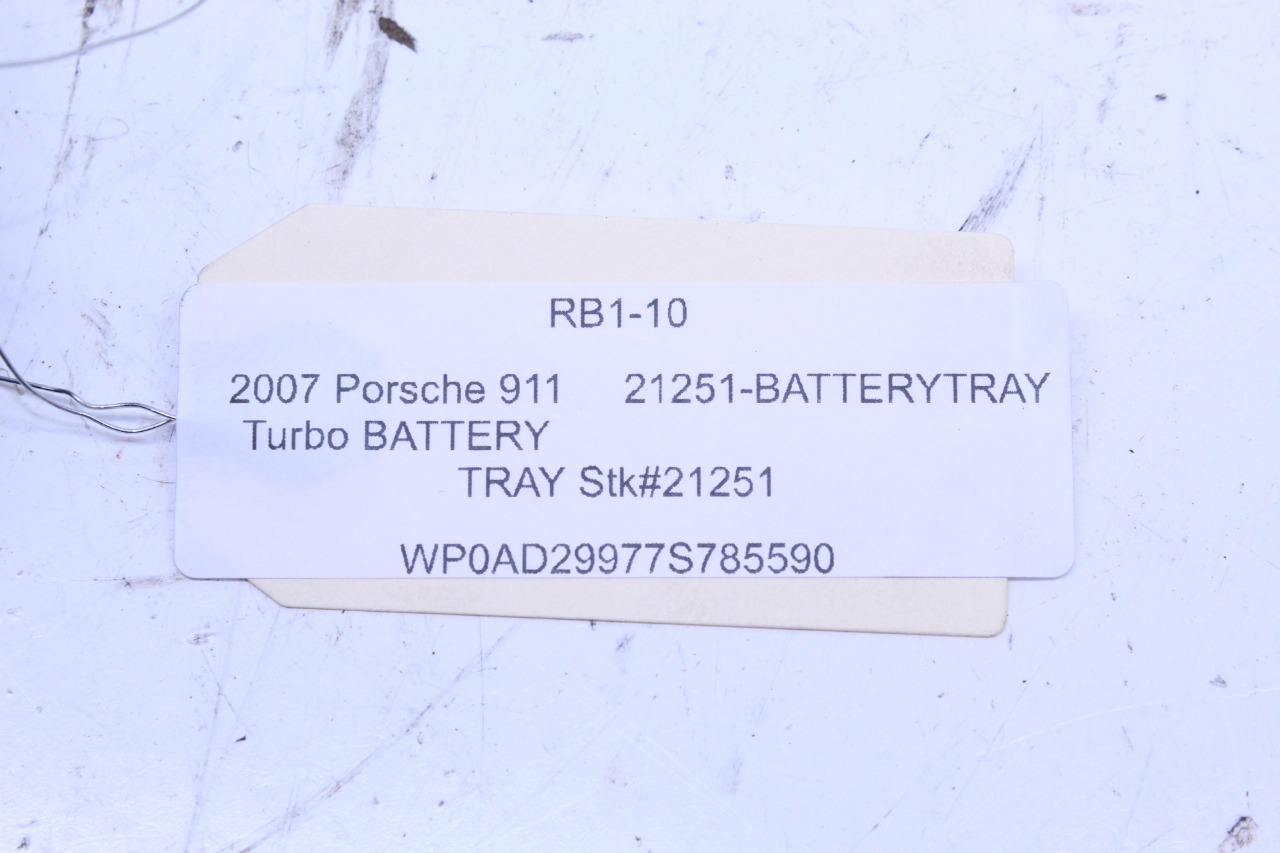 RB1-10
2007 Porsche 911 21251-BATTERYTRAY
Turbo BATTERY
TRAY Stk#21251
WP0AD29977S785590